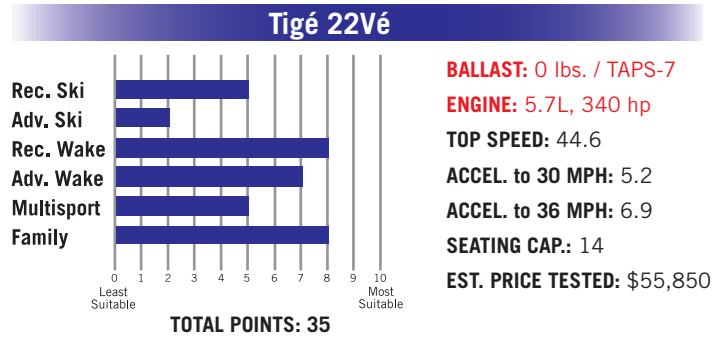 Tigé 22Vé
Rec. Ski
Adv. Ski
Rec. Wake
Adv. Wake
Multisport
Family
0 1 2 3 4 5 6 7 8 9 10
Least Suitable
Most Suitable
TOTAL POINTS: 35
BALLAST: 0 lbs. / TAPS-7
ENGINE: 5.7L, 340 hp
TOP SPEED: 44.6
ACCEL. to 30 MPH: 5.2
ACCEL. to 36 MPH: 6.9
SEATING CAP.: 14
EST. PRICE TESTED: $55,850